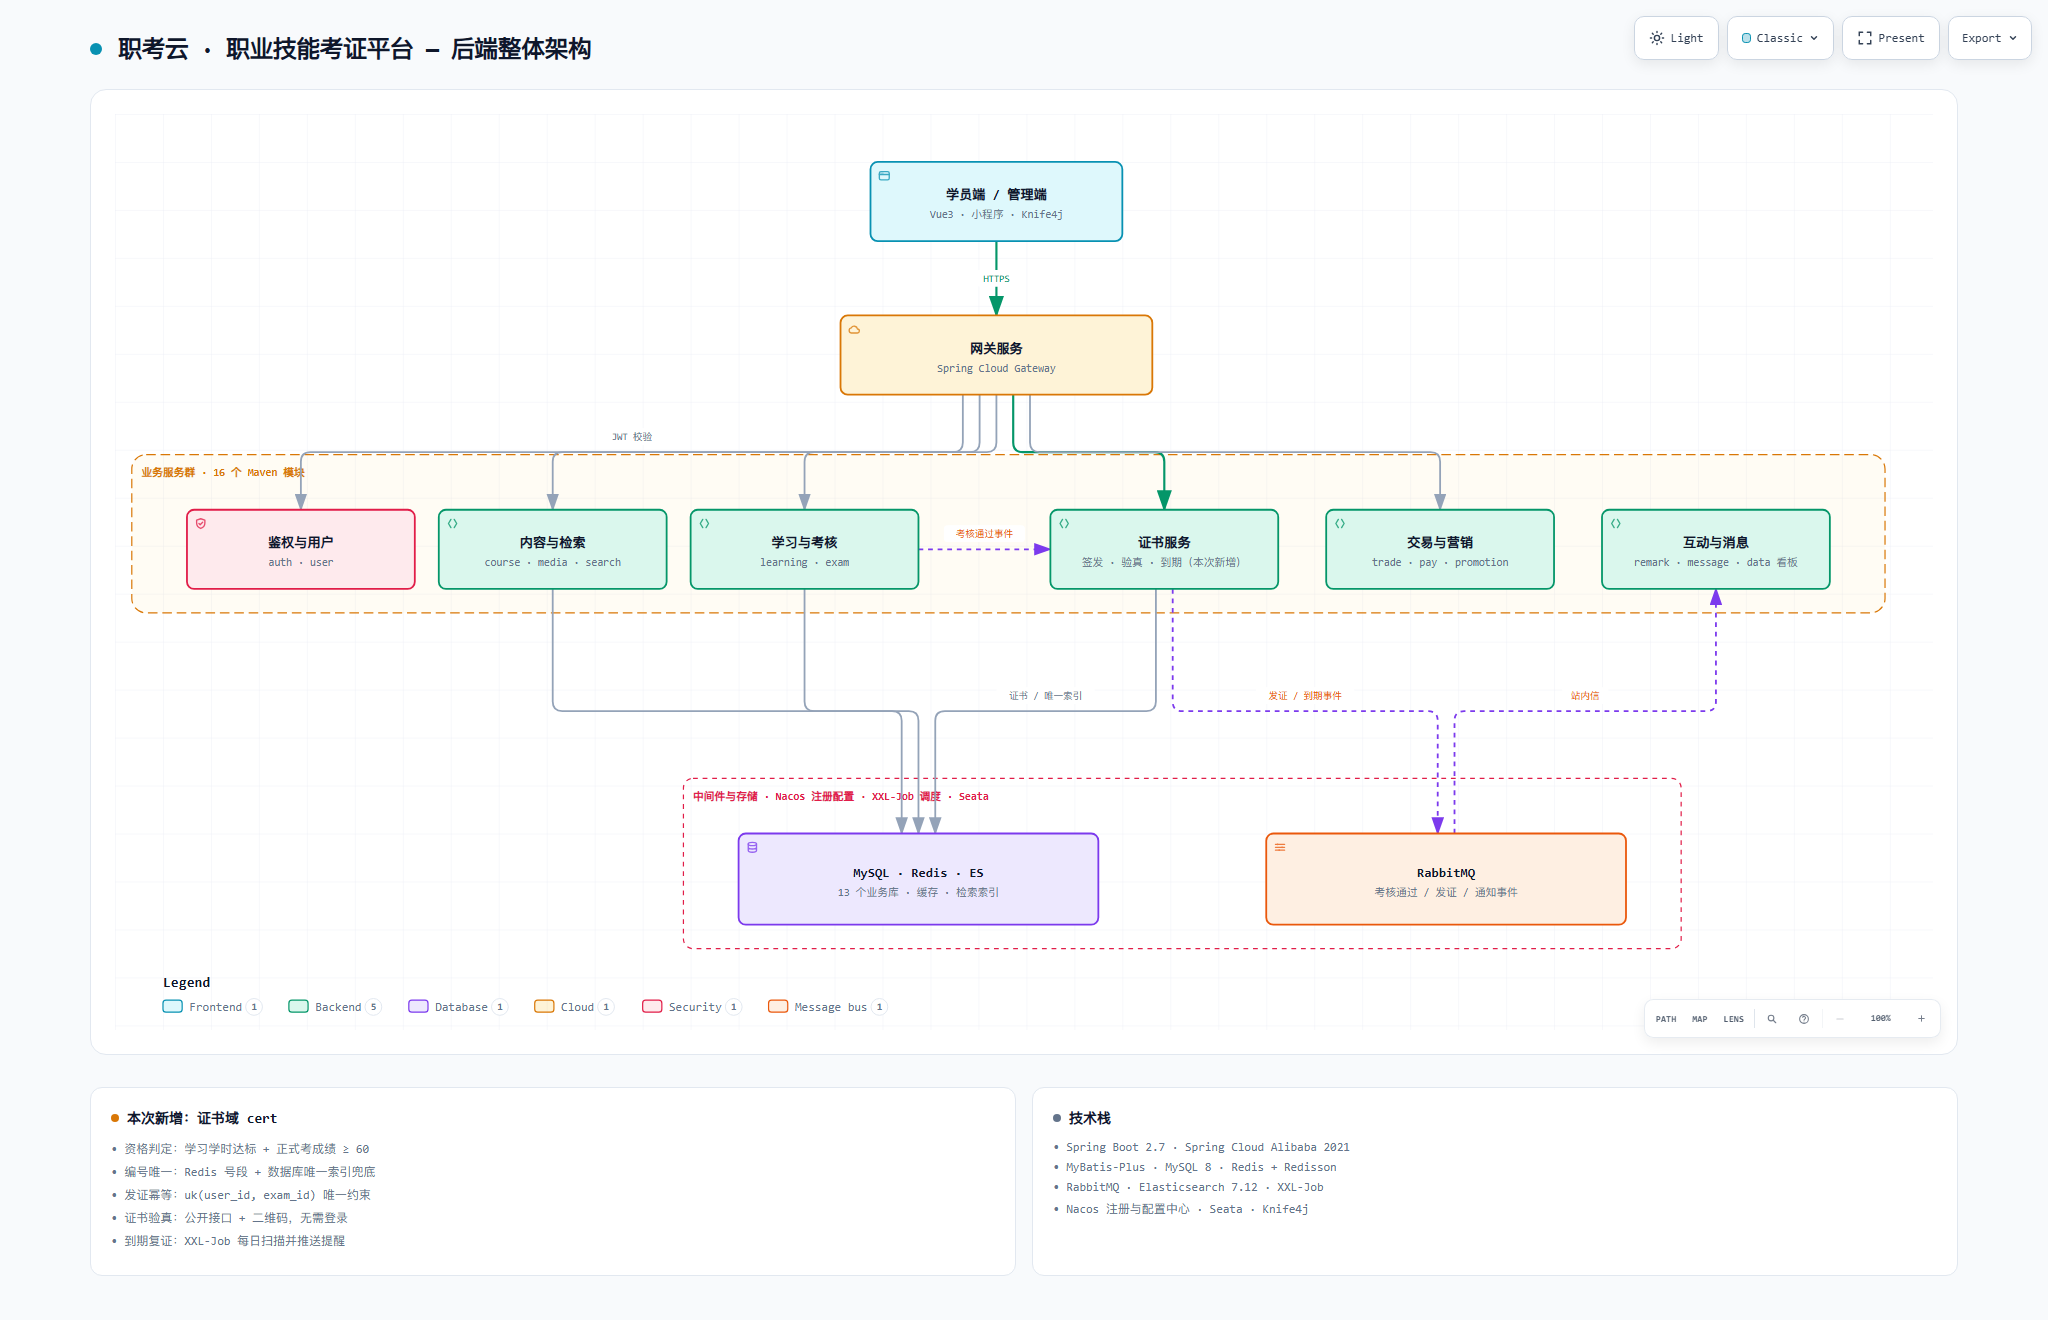 职考云 · 职业技能考证平台 — 后端整体架构
Light
Classic
Present
Export
学员端 / 管理端
Vue3 · 小程序 · Knife4j
HTTPS
网关服务
Spring Cloud Gateway
JWT 校验
业务服务群 · 16 个 Maven 模块
鉴权与用户
auth · user
内容与检索
course · media · search
学习与考核
learning · exam
考核通过事件
证书服务
签发 · 验真 · 到期（本次新增）
交易与营销
trade · pay · promotion
互动与消息
remark · message · data 看板
证书 / 唯一索引
发证 / 到期事件
站内信
中间件与存储 · Nacos 注册配置 · XXL-Job 调度 · Seata
MySQL · Redis · ES
13 个业务库 · 缓存 · 检索索引
RabbitMQ
考核通过 / 发证 / 通知事件
Legend
Frontend 1
Backend 5
Database 1
Cloud 1
Security 1
Message bus 1
PATH
MAP
LENS
100%
本次新增：证书域 cert
• 资格判定：学习学时达标 + 正式考成绩 ≥ 60
• 编号唯一：Redis 号段 + 数据库唯一索引兜底
• 发证幂等：uk(user_id, exam_id) 唯一约束
• 证书验真：公开接口 + 二维码，无需登录
• 到期复证：XXL-Job 每日扫描并推送提醒
技术栈
• Spring Boot 2.7 · Spring Cloud Alibaba 2021
• MyBatis-Plus · MySQL 8 · Redis + Redisson
• RabbitMQ · Elasticsearch 7.12 · XXL-Job
• Nacos 注册与配置中心 · Seata · Knife4j